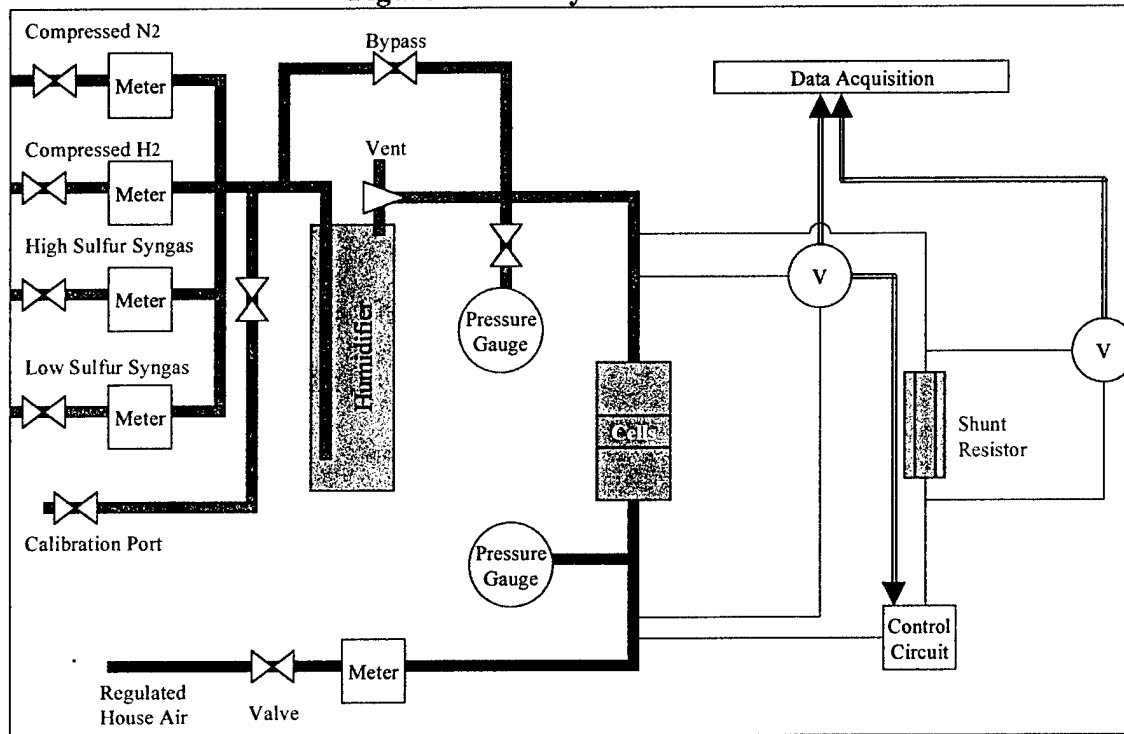 Compressed N2
Meter
Bypass
Data Acquisition
Compressed H2
Meter
Vent
High Sulfur Syngas
Meter
Humidifier
Pressure
Gauge
V
V
Low Sulfur Syngas
Meter
Cells
Shunt
Resistor
Calibration Port
Pressure
Gauge
Control
Circuit
Meter
Regulated
House Air
Valve